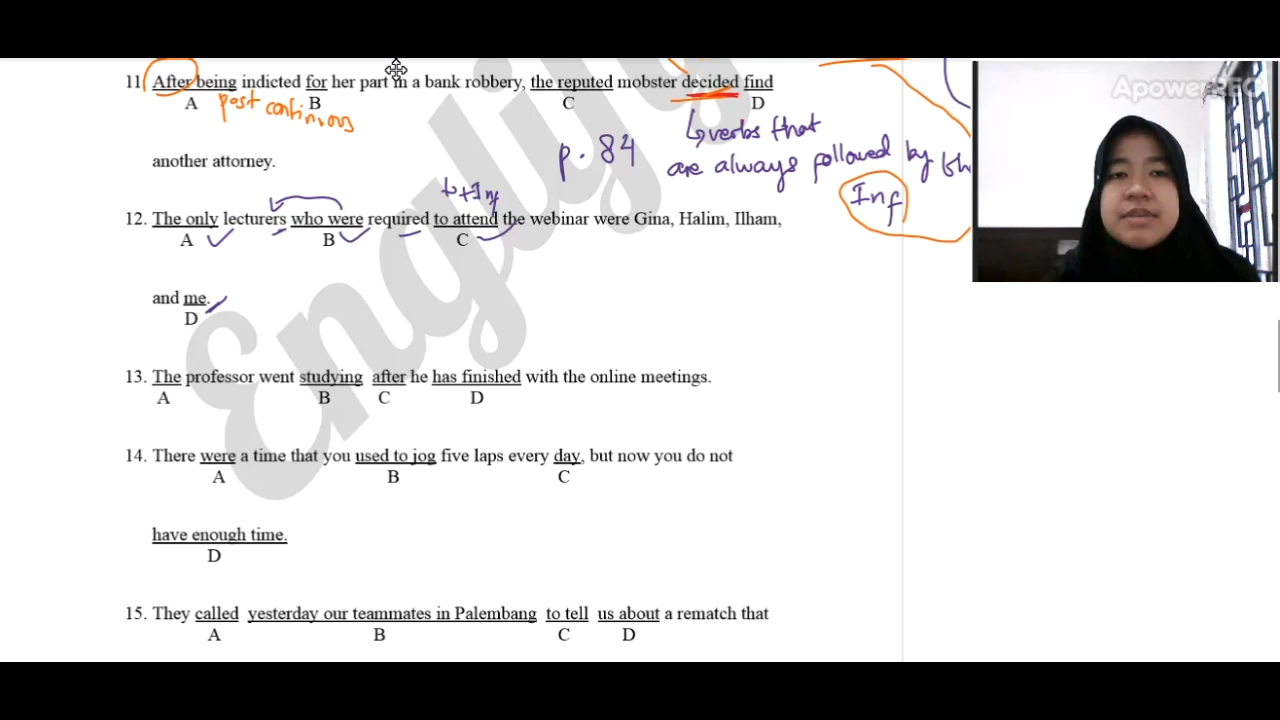 ApowerREC
11. After being indicted for her part in a bank robbery, the reputed mobster decided find
A B C D
post continuous
↳ verbs that
are always followed by the
Inf
p. 84
another attorney.
to + Inf
12. The only lecturers who were required to attend the webinar were Gina, Halim, Ilham,
A B C
and me.
D
13. The professor went studying after he has finished with the online meetings.
A B C D
14. There were a time that you used to jog five laps every day, but now you do not
A B C
have enough time.
D
15. They called yesterday our teammates in Palembang to tell us about a rematch that
A B C D
English